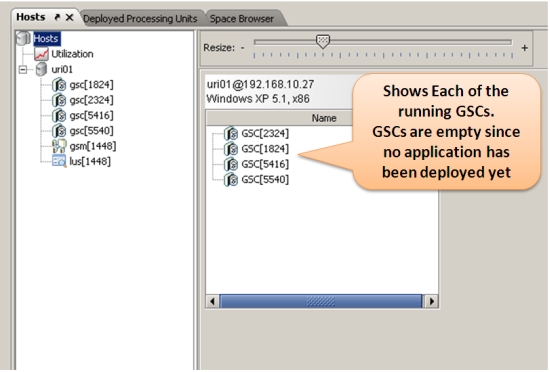 Hosts
Deployed Processing Units
Space Browser
Hosts
Utilization
uri01
gsc[1824]
gsc[2324]
gsc[5416]
gsc[5540]
gsm[1448]
lus[1448]
Resize: -
+
uri01@192.168.10.27
Windows XP 5.1, x86
Name
GSC[2324]
GSC[1824]
GSC[5416]
GSC[5540]
Shows Each of the
running GSCs.
GSCs are empty since
no application has
been deployed yet